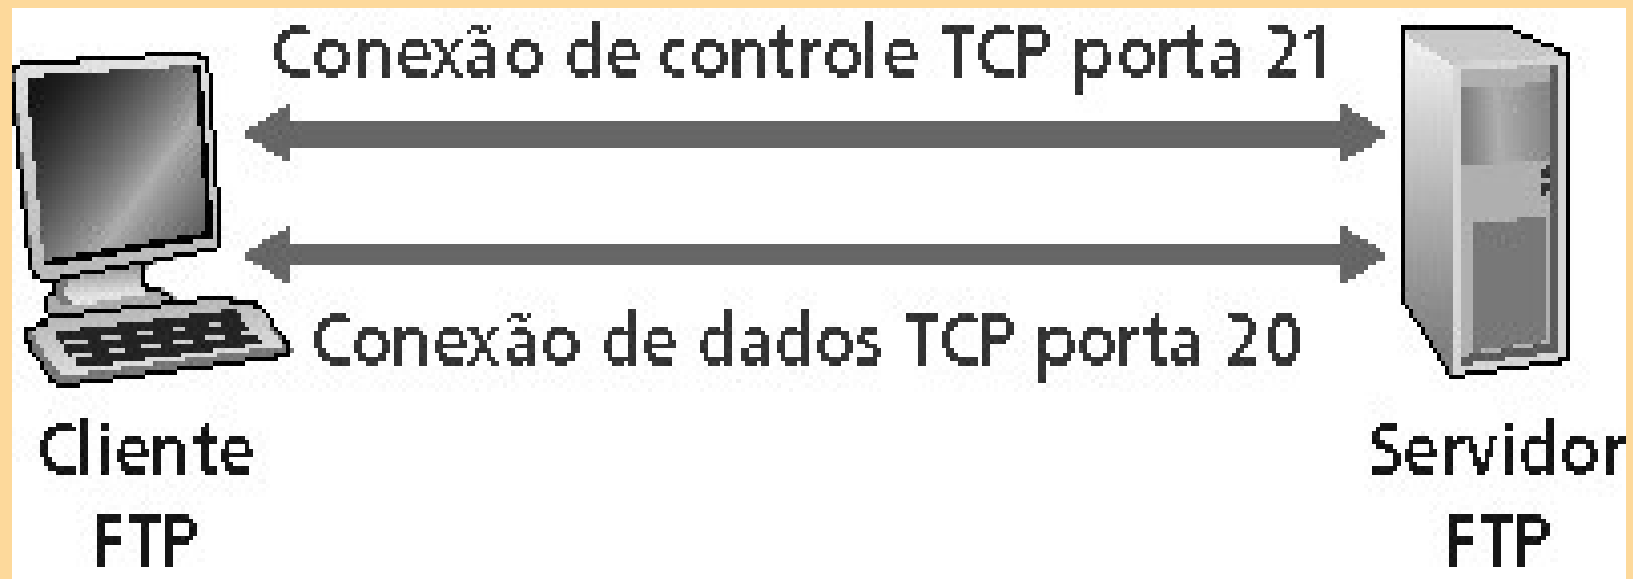 Conexão de controle TCP porta 21
Conexão de dados TCP porta 20
Cliente
FTP
Servidor
FTP